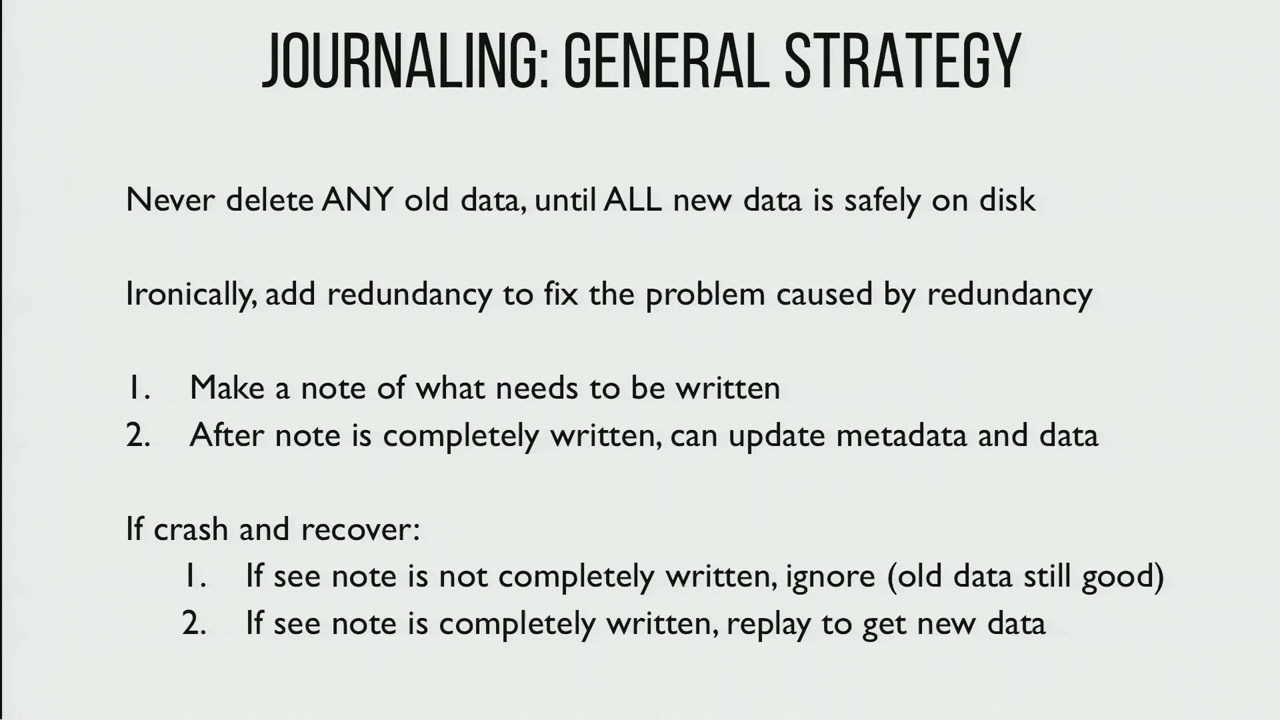 JOURNALING: GENERAL STRATEGY
Never delete ANY old data, until ALL new data is safely on disk
Ironically, add redundancy to fix the problem caused by redundancy
1. Make a note of what needs to be written
2. After note is completely written, can update metadata and data
If crash and recover:
1. If see note is not completely written, ignore (old data still good)
2. If see note is completely written, replay to get new data